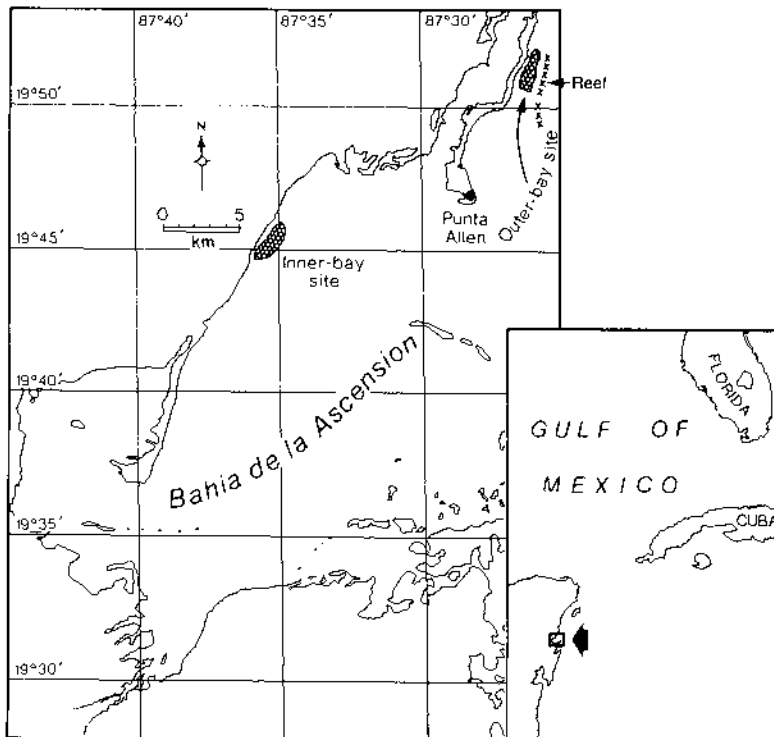 87°40′
87°35′
87°30′
19°50′
Reef
N
Outer-bay site
0 5
km
Punta
Allen
19°45′
Inner-bay
site
19°40′
Bahia de la Ascension
FLORIDA
GULF OF
MEXICO
CUBA
19°35′
19°30′